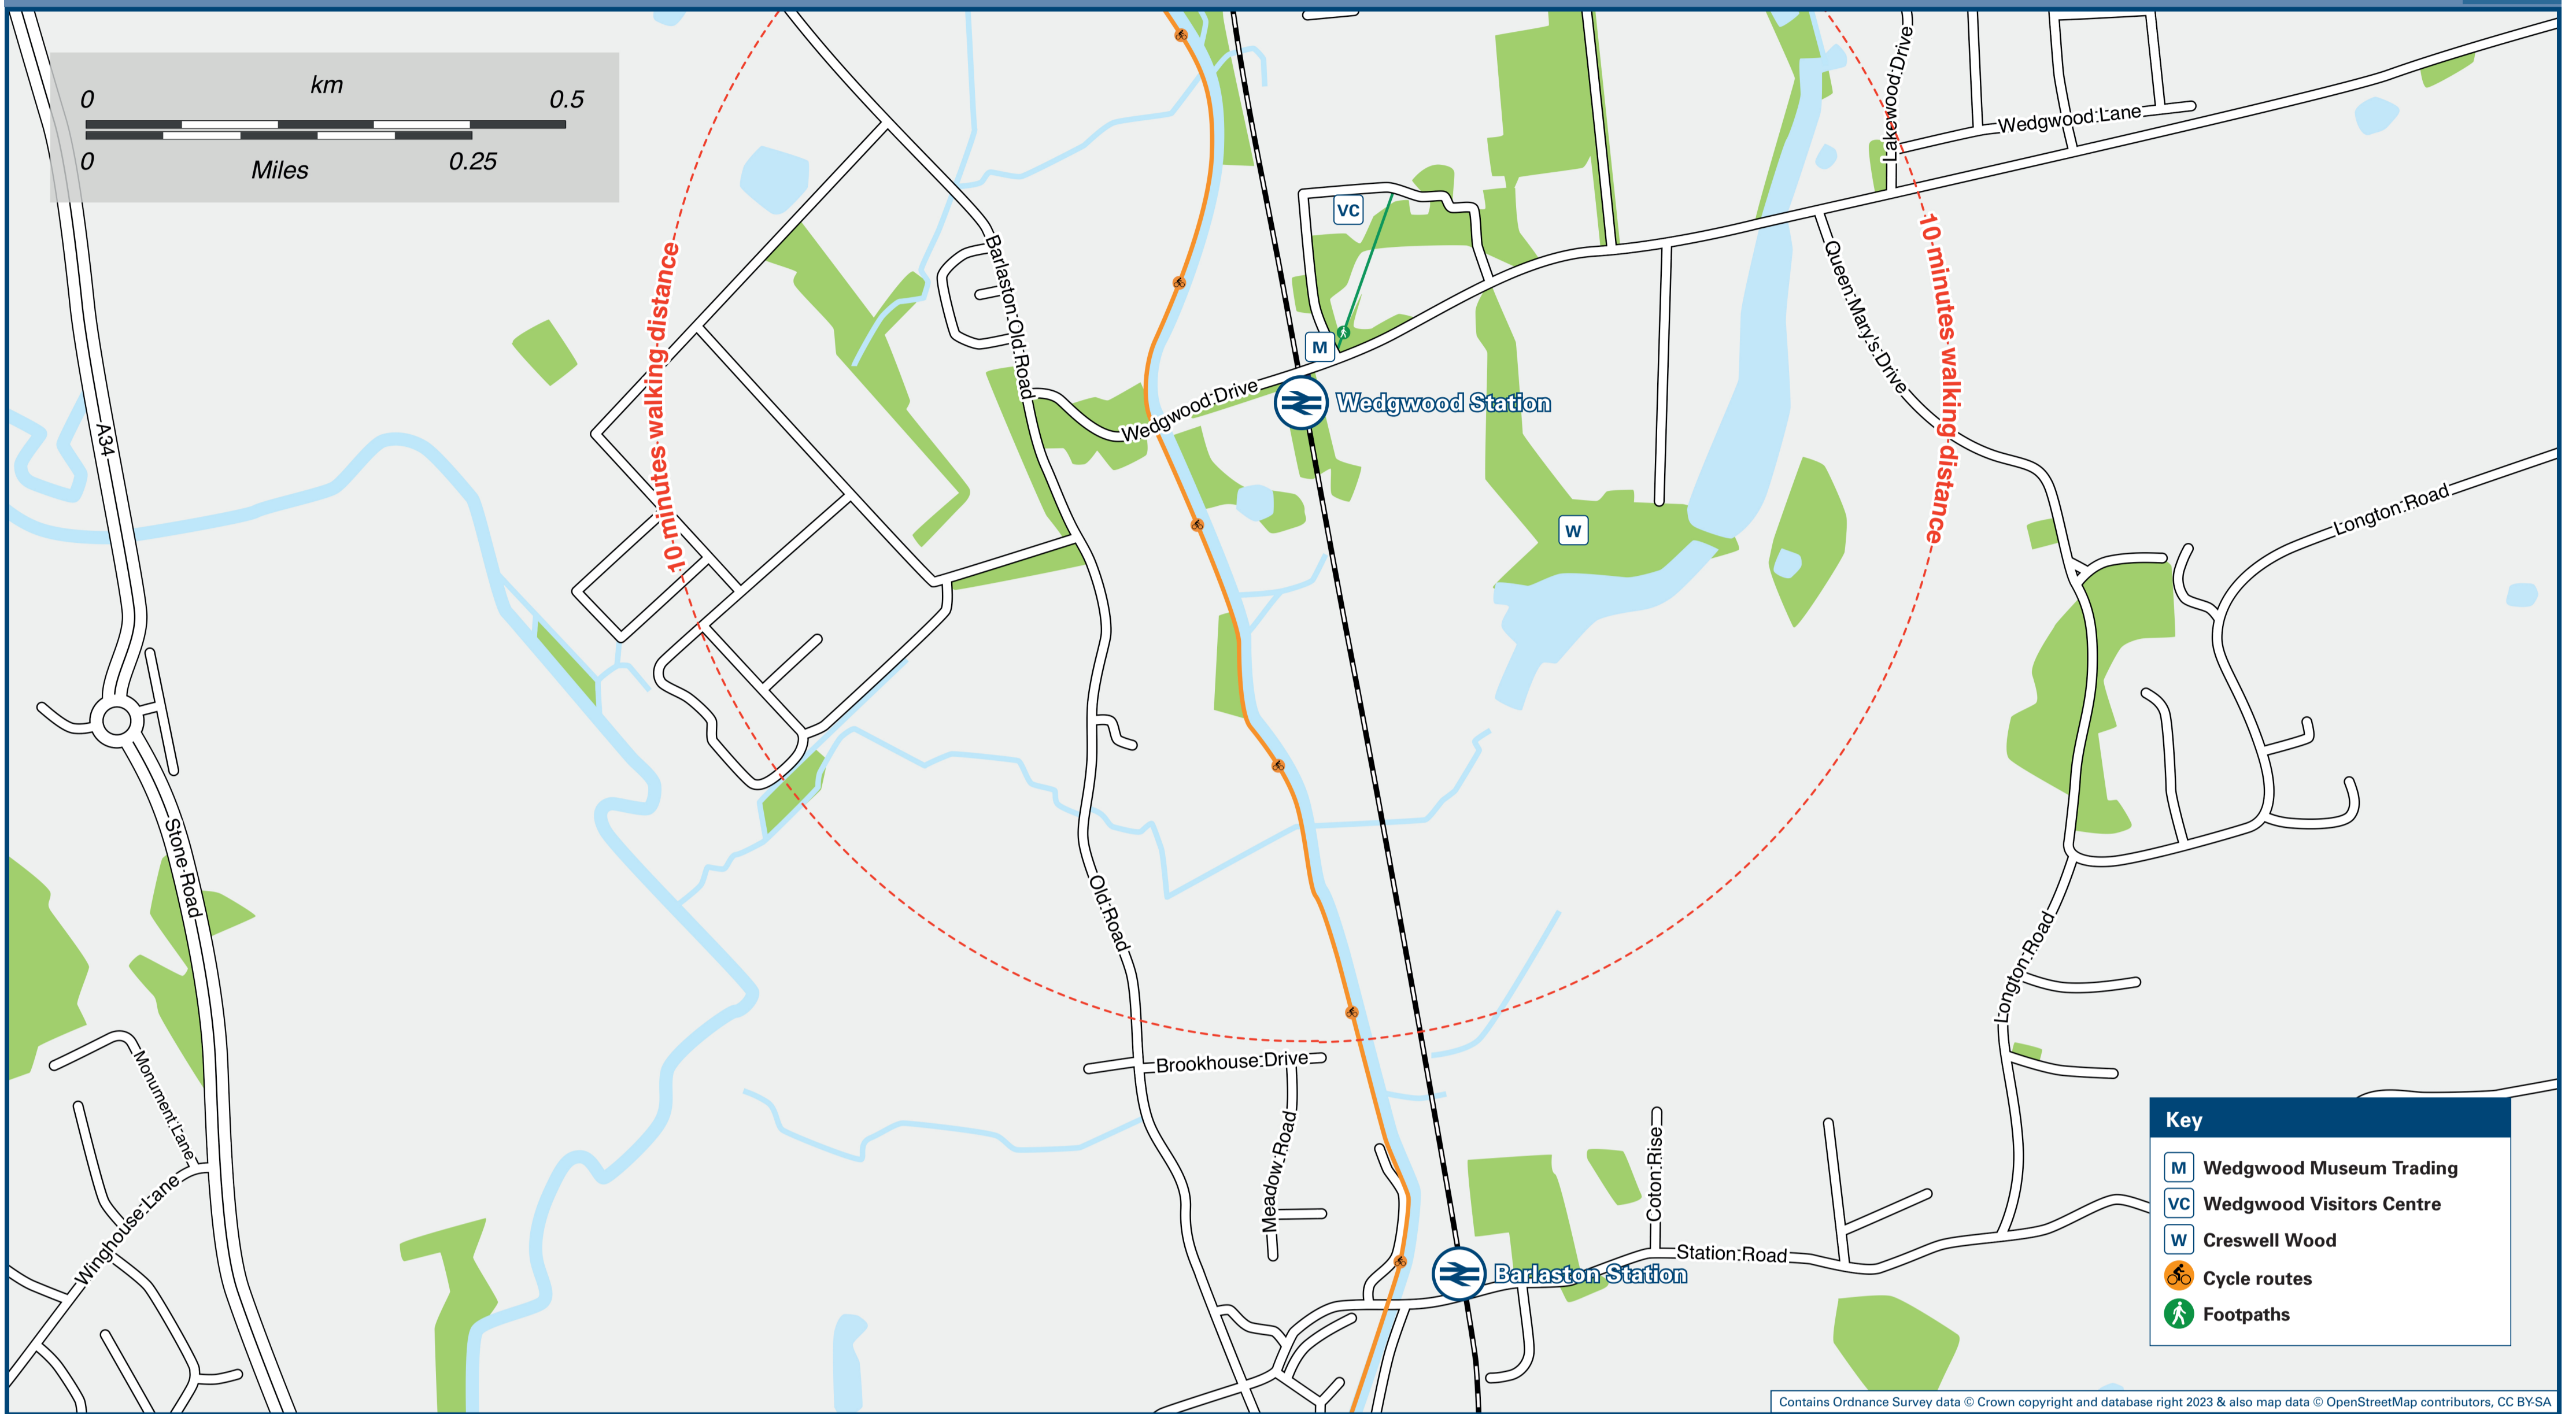 km
0 0.5
0 0.25
Miles
A34
Stone Road
Monument Lane
Winghouse Lane
10 minutes walking distance
Barlaston Old Road
Wedgwood Drive
VC
M
Wedgwood Station
W
Lakewood Drive
Wedgwood Lane
Queen Mary's Drive
10 minutes walking distance
Longton Road
Old Road
Brookhouse Drive
Meadow Road
Longton Road
Coton Rise
Station Road
Barlaston Station
Key
M Wedgwood Museum Trading
VC Wedgwood Visitors Centre
W Creswell Wood
Cycle routes
Footpaths
Contains Ordnance Survey data © Crown copyright and database right 2023 & also map data © OpenStreetMap contributors, CC BY-SA